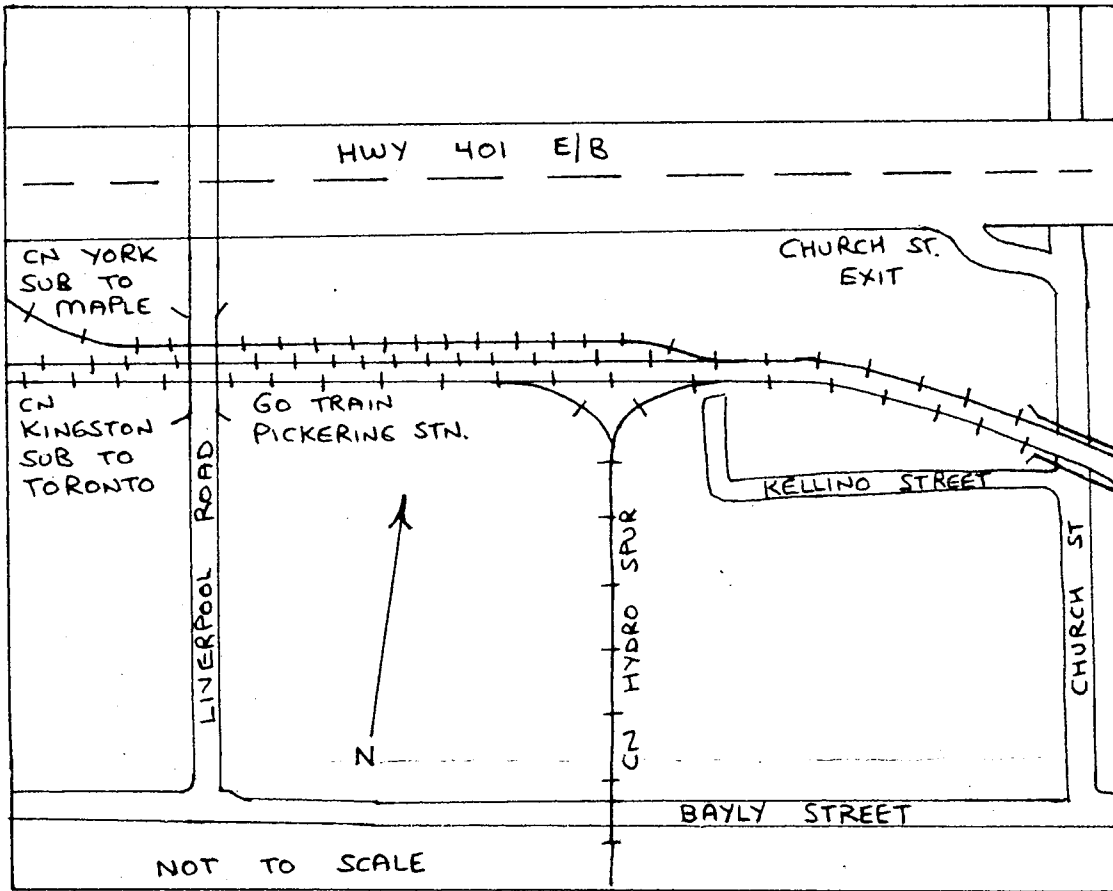 HWY 401 E/B
CN YORK
SUB TO
MAPLE
CHURCH ST.
EXIT
CN
KINGSTON
SUB TO
TORONTO
GO TRAIN
PICKERING STN.
LIVERPOOL ROAD
KELLINO STREET
CN HYDRO SPUR
CHURCH ST
N
BAYLY STREET
NOT TO SCALE